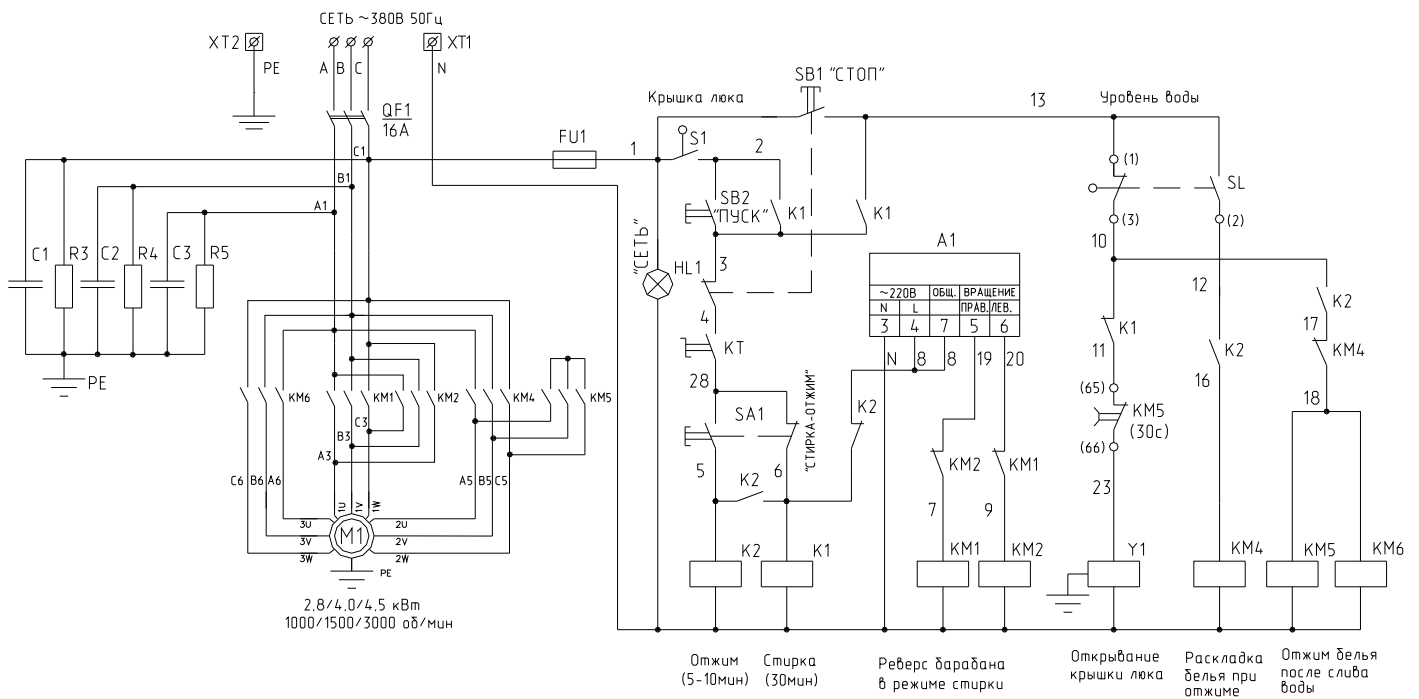 СЕТЬ ~380В 50Гц
XT2
PE
A
B
C
XT1
N
QF1
16А
SB1 "СТОП"
Крышка люка
13
Уровень воды
C1
FU1
1
S1
2
(1)
B1
A1
SB2
"ПУСК"
K1
K1
SL
(3)
(2)
10
C1
R3
C2
R4
C3
R5
"СЕТЬ"
HL1
3
A1
~220В
ОБЩ.
ВРАЩЕНИЕ
N
L
ПРАВ.
ЛЕВ.
3
4
7
5
6
N
8
8
19
20
12
K2
17
4
KT
K1
11
K2
16
KM4
PE
28
SA1
"СТИРКА-ОТЖИМ"
K2
(65)
KM5
(30с)
(66)
18
KM6
KM1
KM2
KM4
KM5
C3
B3
A3
C6
B6
A6
A5
B5
C5
5
6
K2
KM2
KM1
23
7
9
1U
1V
1W
3U
3V
3W
M1
2U
2V
2W
PE
K2
K1
KM1
KM2
Y1
KM4
KM5
KM6
2,8/4,0/4,5 кВт
1000/1500/3000 об/мин
Отжим
(5-10мин)
Стирка
(30мин)
Реверс барабана
в режиме стирки
Открывание
крышки люка
Раскладка
белья при
отжиме
Отжим белья
после слива
воды